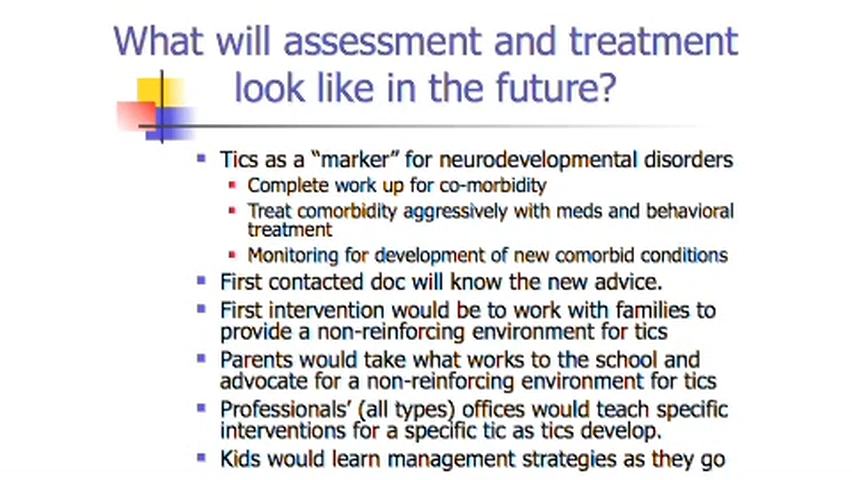 What will assessment and treatment
look like in the future?
Tics as a “marker” for neurodevelopmental disorders
Complete work up for co-morbidity
Treat comorbidity aggressively with meds and behavioral
treatment
Monitoring for development of new comorbid conditions
First contacted doc will know the new advice.
First intervention would be to work with families to
provide a non-reinforcing environment for tics
Parents would take what works to the school and
advocate for a non-reinforcing environment for tics
Professionals’ (all types) offices would teach specific
interventions for a specific tic as tics develop.
Kids would learn management strategies as they go